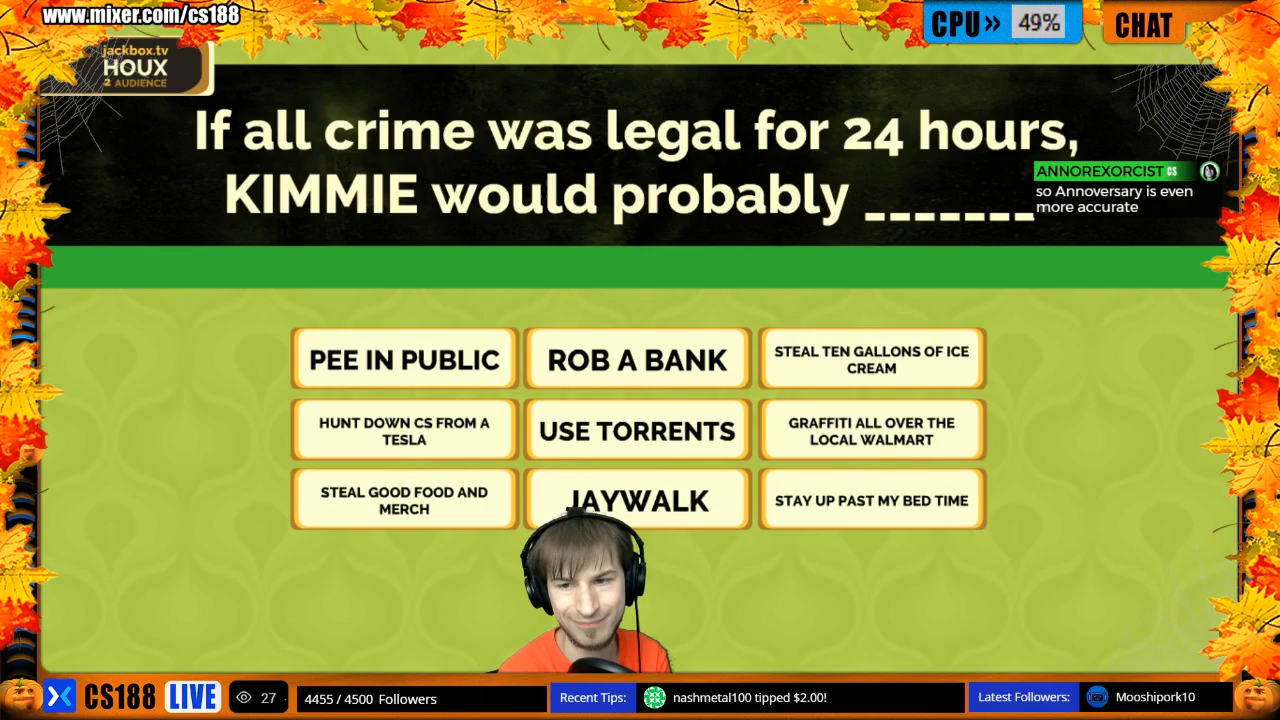 www.mixer.com/cs188
CPU» 49%
CHAT
jackbox.tv
HOUX
2 AUDIENCE
If all crime was legal for 24 hours,
KIMMIE would probably _______
ANNOREXORCIST CS
so Annoversary is even
more accurate
PEE IN PUBLIC
ROB A BANK
STEAL TEN GALLONS OF ICE
CREAM
HUNT DOWN CS FROM A
TESLA
USE TORRENTS
GRAFFITI ALL OVER THE
LOCAL WALMART
STEAL GOOD FOOD AND
MERCH
JAYWALK
STAY UP PAST MY BED TIME
CS188 LIVE
27
4455 / 4500 Followers
Recent Tips:
nashmetal100 tipped $2.00!
Latest Followers:
Mooshipork10